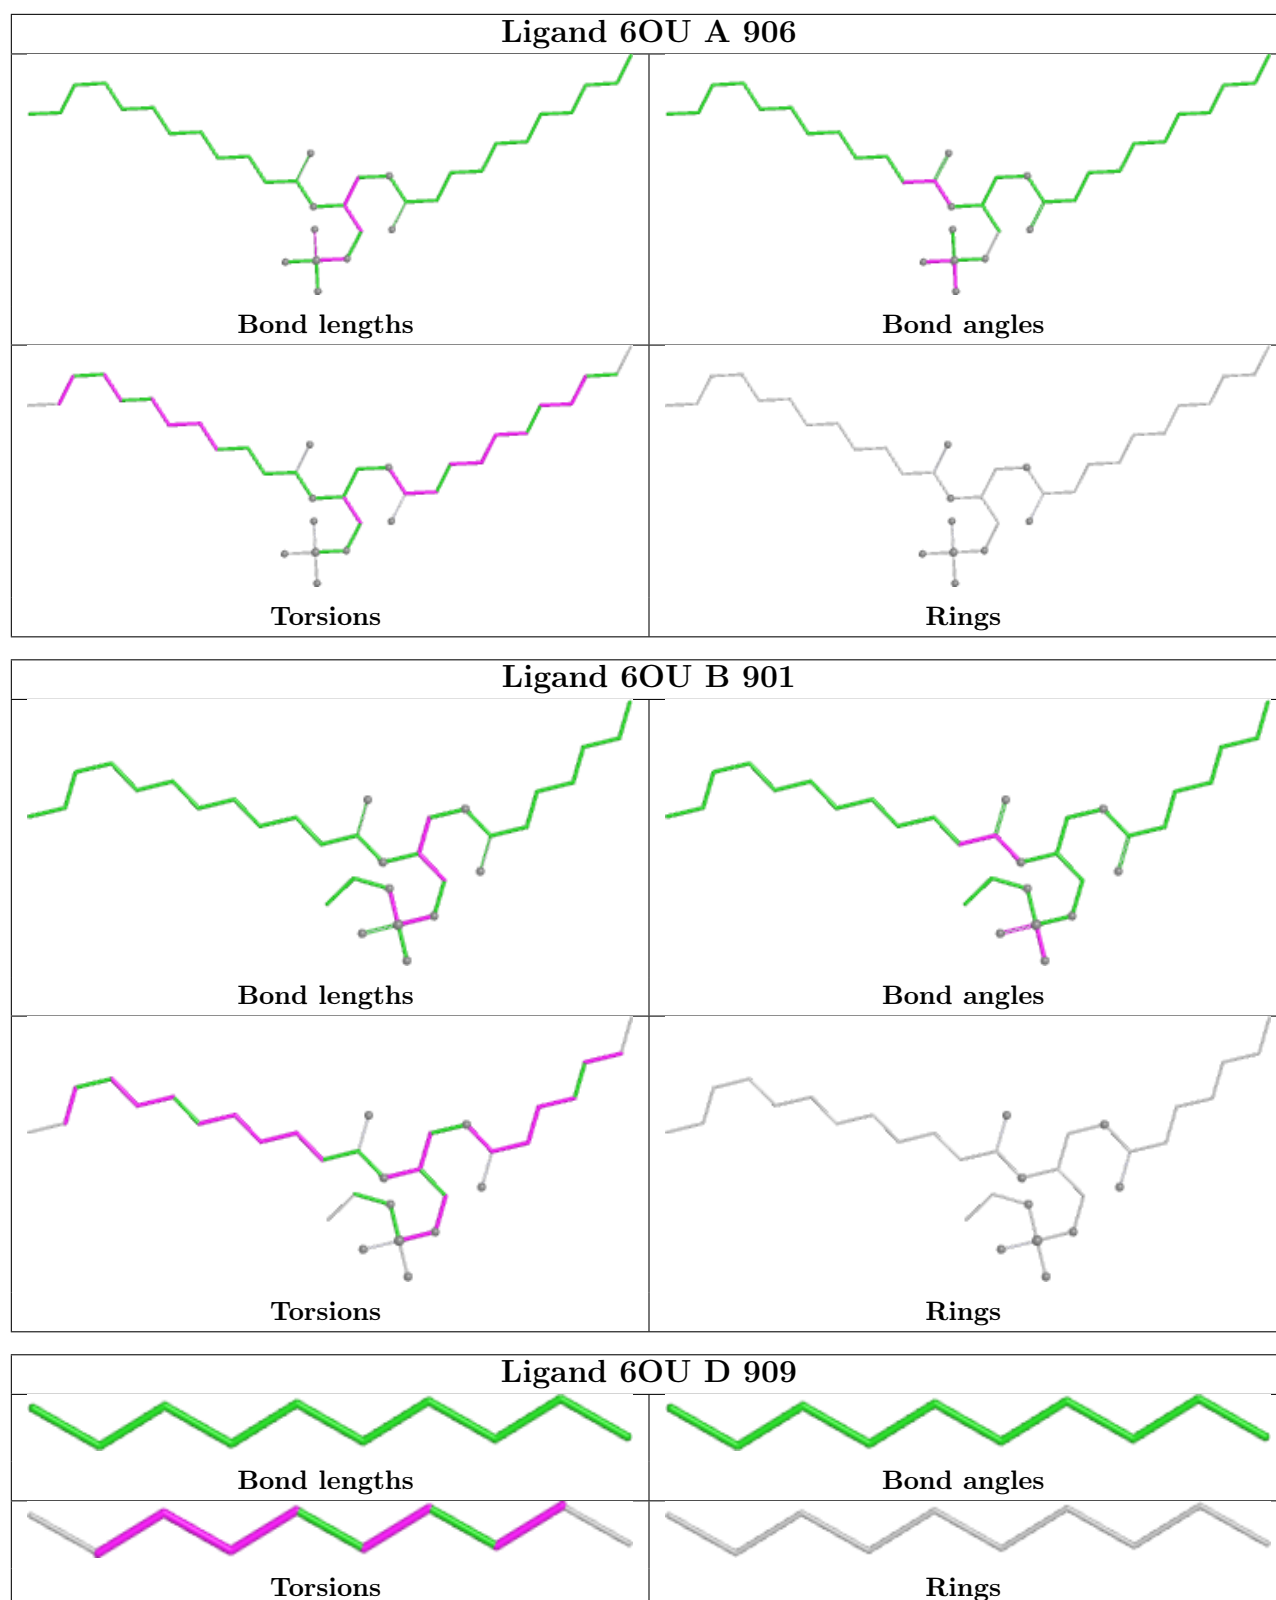 Ligand 6OU A 906
Bond lengths
Bond angles
Torsions
Rings
Ligand 6OU B 901
Bond lengths
Bond angles
Torsions
Rings
Ligand 6OU D 909
Bond lengths
Bond angles
Torsions
Rings